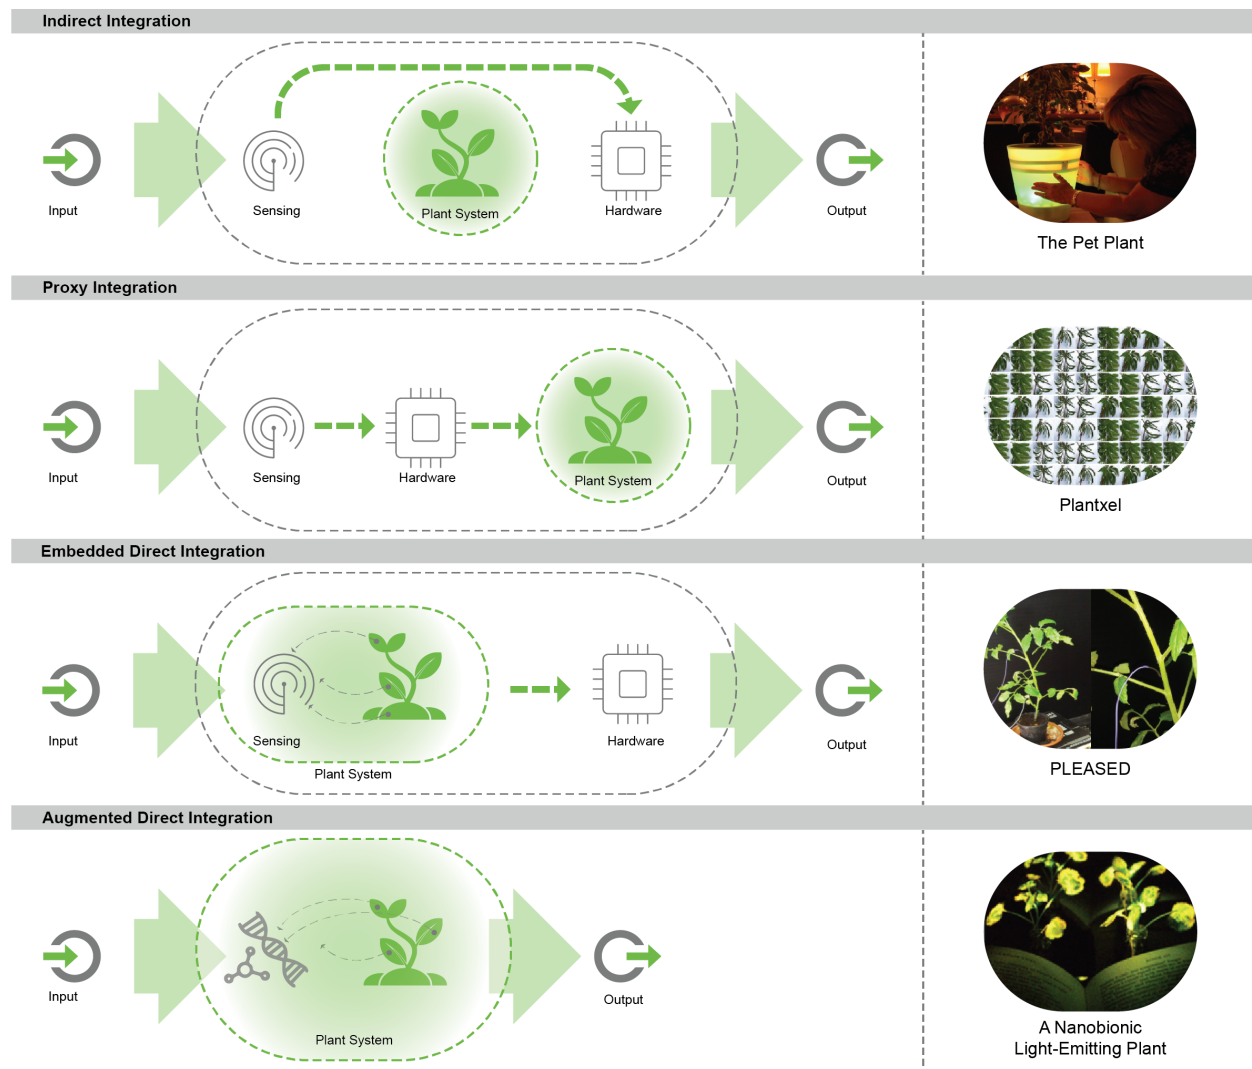 Indirect Integration
Input
Sensing
Plant System
Hardware
Output
The Pet Plant
Proxy Integration
Input
Sensing
Hardware
Plant System
Output
Plantxel
Embedded Direct Integration
Input
Sensing
Plant System
Hardware
Output
PLEASED
Augmented Direct Integration
Input
Plant System
Output
A Nanobionic
Light-Emitting Plant